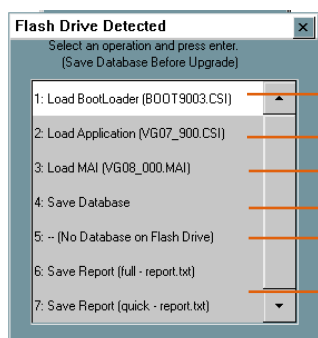 Flash Drive Detected
Select an operation and press enter.
(Save Database Before Upgrade)
1: Load BootLoader (BOOT9003.CSI)
2: Load Application (VG07_900.CSI)
3: Load MAI (VG08_000.MAI)
4: Save Database
5: -- (No Database on Flash Drive)
6: Save Report (full - report.txt)
7: Save Report (quick - report.txt)